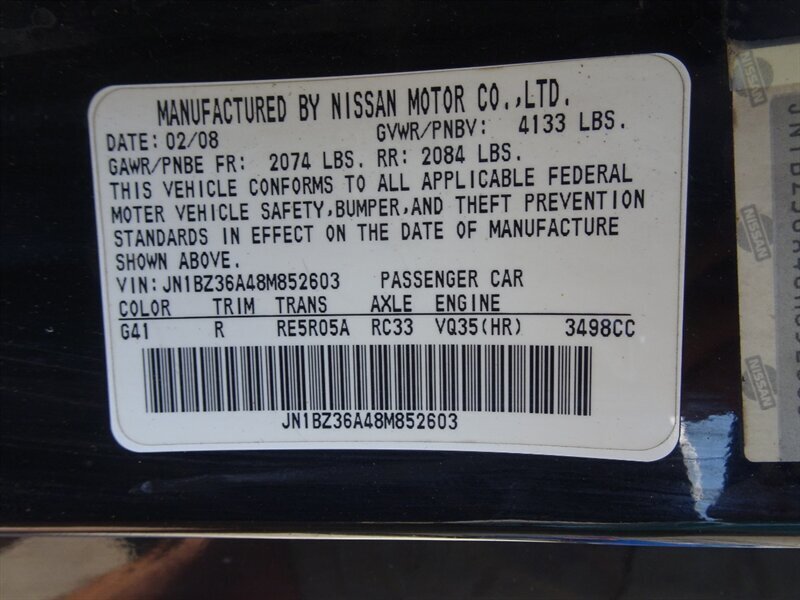 MANUFACTURED BY NISSAN MOTOR CO.,LTD.
DATE: 02/08 GVWR/PNBV: 4133 LBS.
GAWR/PNBE FR: 2074 LBS. RR: 2084 LBS.
THIS VEHICLE CONFORMS TO ALL APPLICABLE FEDERAL
MOTER VEHICLE SAFETY,BUMPER,AND THEFT PREVENTION
STANDARDS IN EFFECT ON THE DATE OF MANUFACTURE
SHOWN ABOVE.
VIN:JN1BZ36A48M852603 PASSENGER CAR
COLOR TRIM TRANS AXLE ENGINE
G41 R RE5R05A RC33 VQ35(HR) 3498CC
JN1BZ36A48M852603
NISSAN
NISSAN
NISSAN